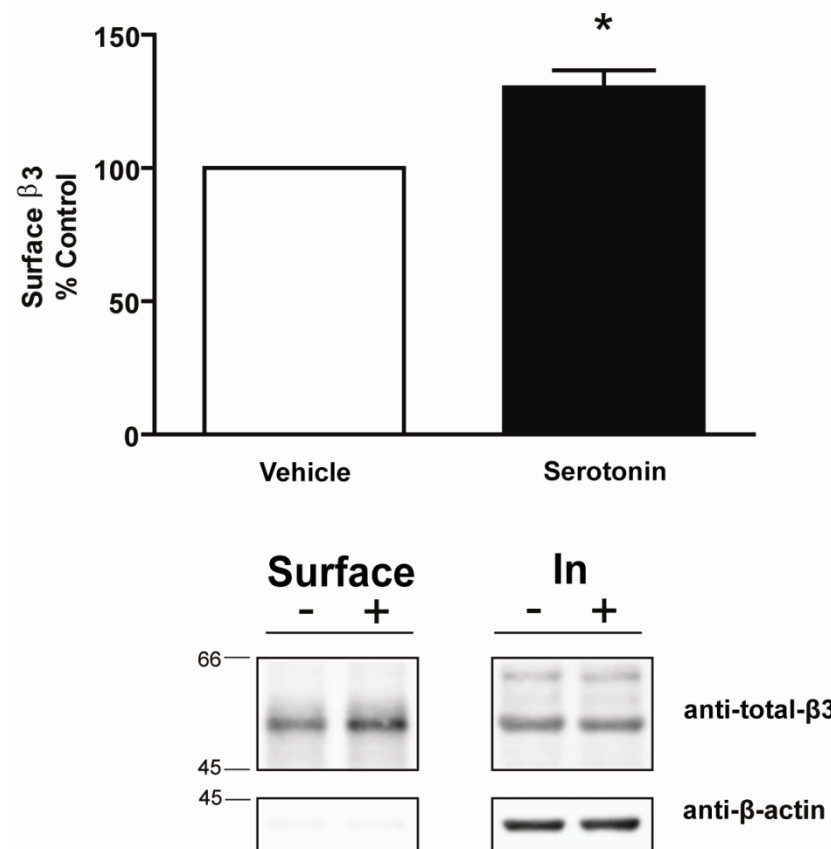 150
*
100
50
0
Surface β3
% Control
Vehicle
Serotonin
Surface
In
- +
- +
66
45
45
anti-total-β3
anti-β-actin